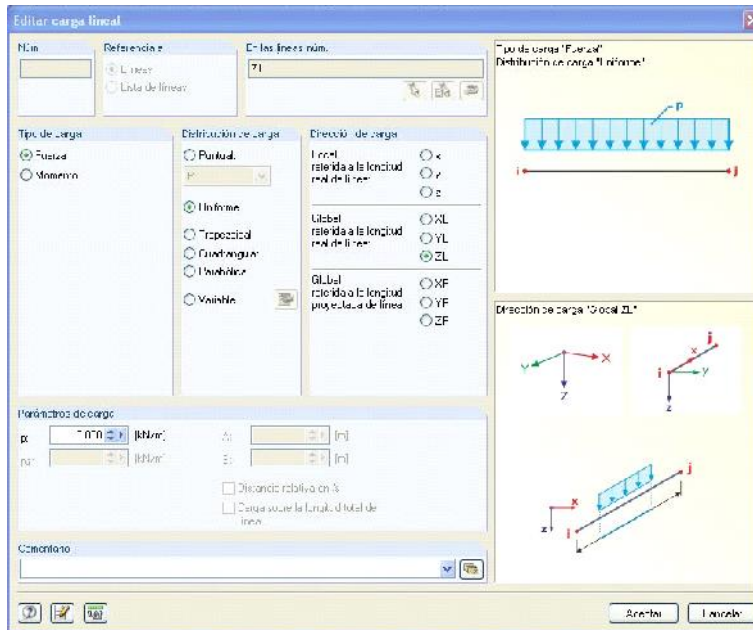 Editar carga lineal
Núm
Referencia a
En las líneas núm.
Líneas
Lista de líneas
Tipo de carga
Fuerza
Momento
Distribución de carga
Puntual:
P
Uniforme
Trapezoidal
Cuadrangular
Parabólica
Variable
Dirección de carga
Local
referida a la longitud
real de línea:
x
y
z
Global
referida a la longitud
real de línea:
XL
YL
ZL
Global
referida a la longitud
proyectada de línea:
XP
YP
ZP
Tipo de carga "Fuerza"
Distribución de carga "Uniforme"
p
i
j
Dirección de carga "Global ZL"
Y
X
Z
j
x
i
y
z
x
z
j
i
Parámetros de carga
p:
[kN/m]
A:
[m]
[kN/m]
B:
[m]
Distancia relativa en %
Carga sobre la longitud total de
línea
Comentario
Aceptar
Cancelar